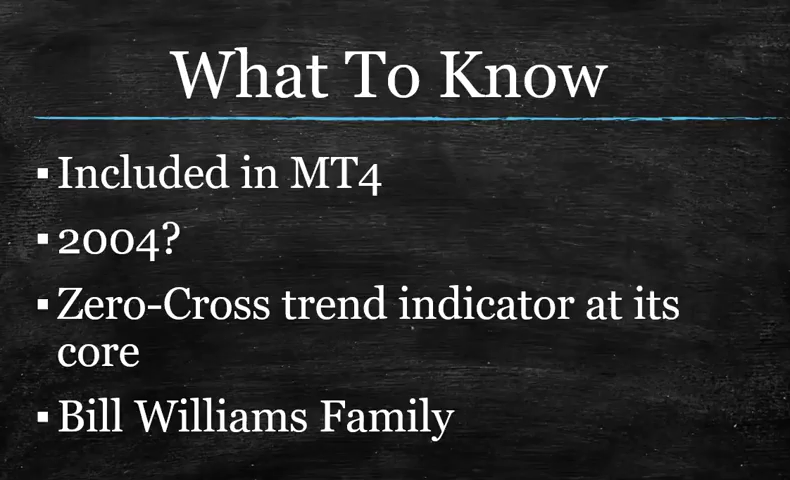 What To Know
▪ Included in MT4
▪ 2004?
▪ Zero-Cross trend indicator at its
core
▪ Bill Williams Family